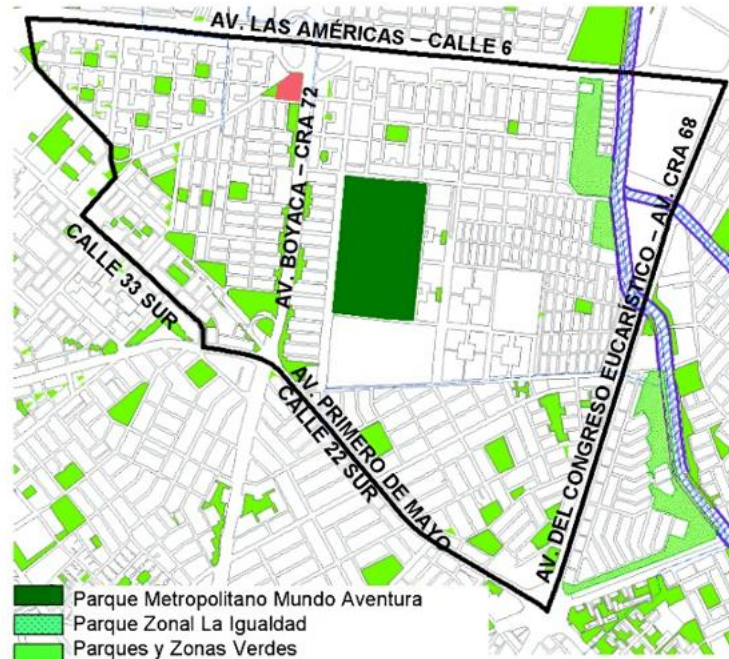 AV. LAS AMÉRICAS – CALLE 6
AV. BOYACA – CRA 72
AV. DEL CONGRESO EUCARÍSTICO – AV. CRA 68
CALLE 33 SUR
AV. PRIMERO DE MAYO
CALLE 22 SUR
Parque Metropolitano Mundo Aventura
Parque Zonal La Igualdad
Parques y Zonas Verdes